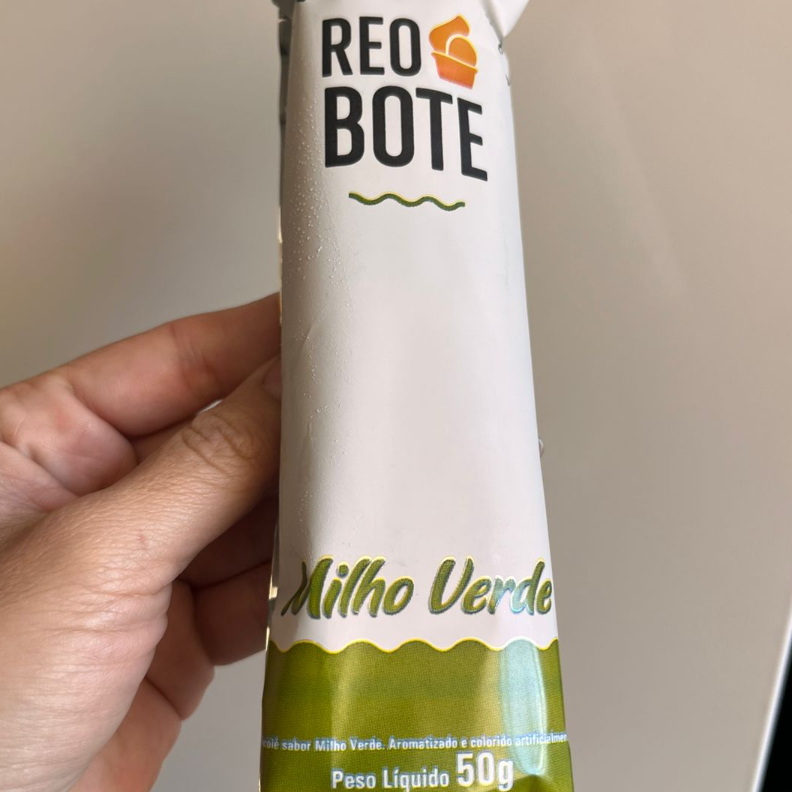 REO
BOTE
Milho Verde
sabor Milho Verde. Aromatizado e colorido
Peso Líquido 50g